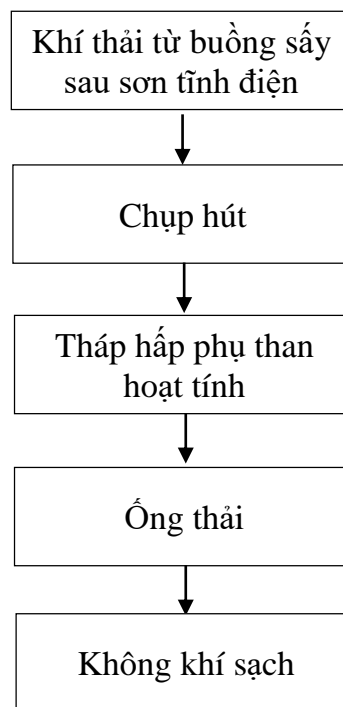 Khí thải từ buồng sấy
sau sơn tĩnh điện
Chụp hút
Tháp hấp phụ than
hoạt tính
Ống thải
Không khí sạch